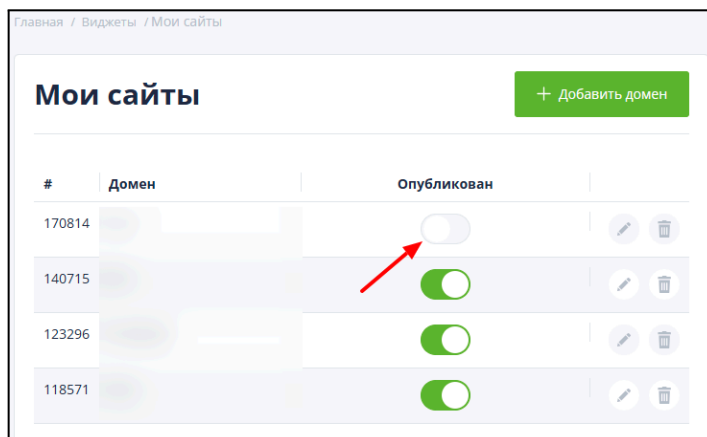 Главная / Виджеты / Мои сайты
Мои сайты
+ Добавить домен
# Домен Опубликован
170814
140715
123296
118571